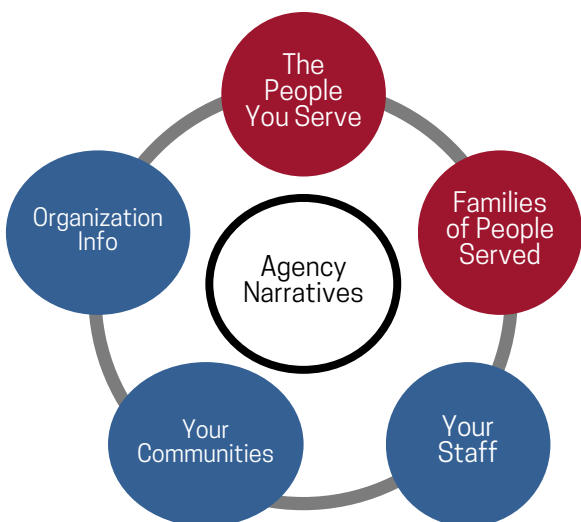 The
People
You Serve
Families
of People
Served
Your
Staff
Your
Communities
Organization
Info
Agency
Narratives